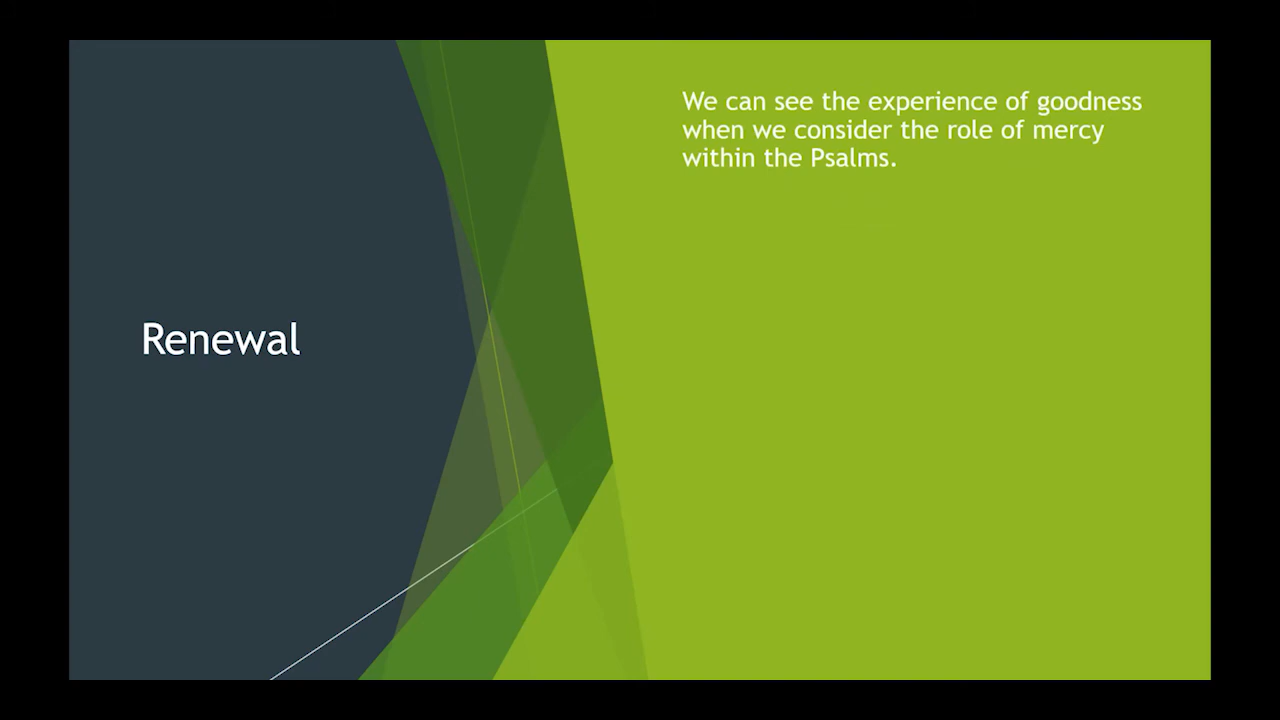 Renewal
We can see the experience of goodness
when we consider the role of mercy
within the Psalms.